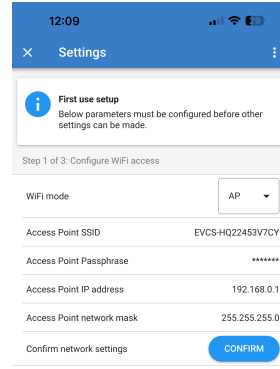 12:09
29
Settings
First use setup
Below parameters must be configured before other
settings can be made.
Step 1 of 3: Configure WiFi access
WiFi mode AP
Access Point SSID EVCS-HQ22453V7CY
Access Point Passphrase *******
Access Point IP address 192.168.0.1
Access Point network mask 255.255.255.0
Confirm network settings CONFIRM